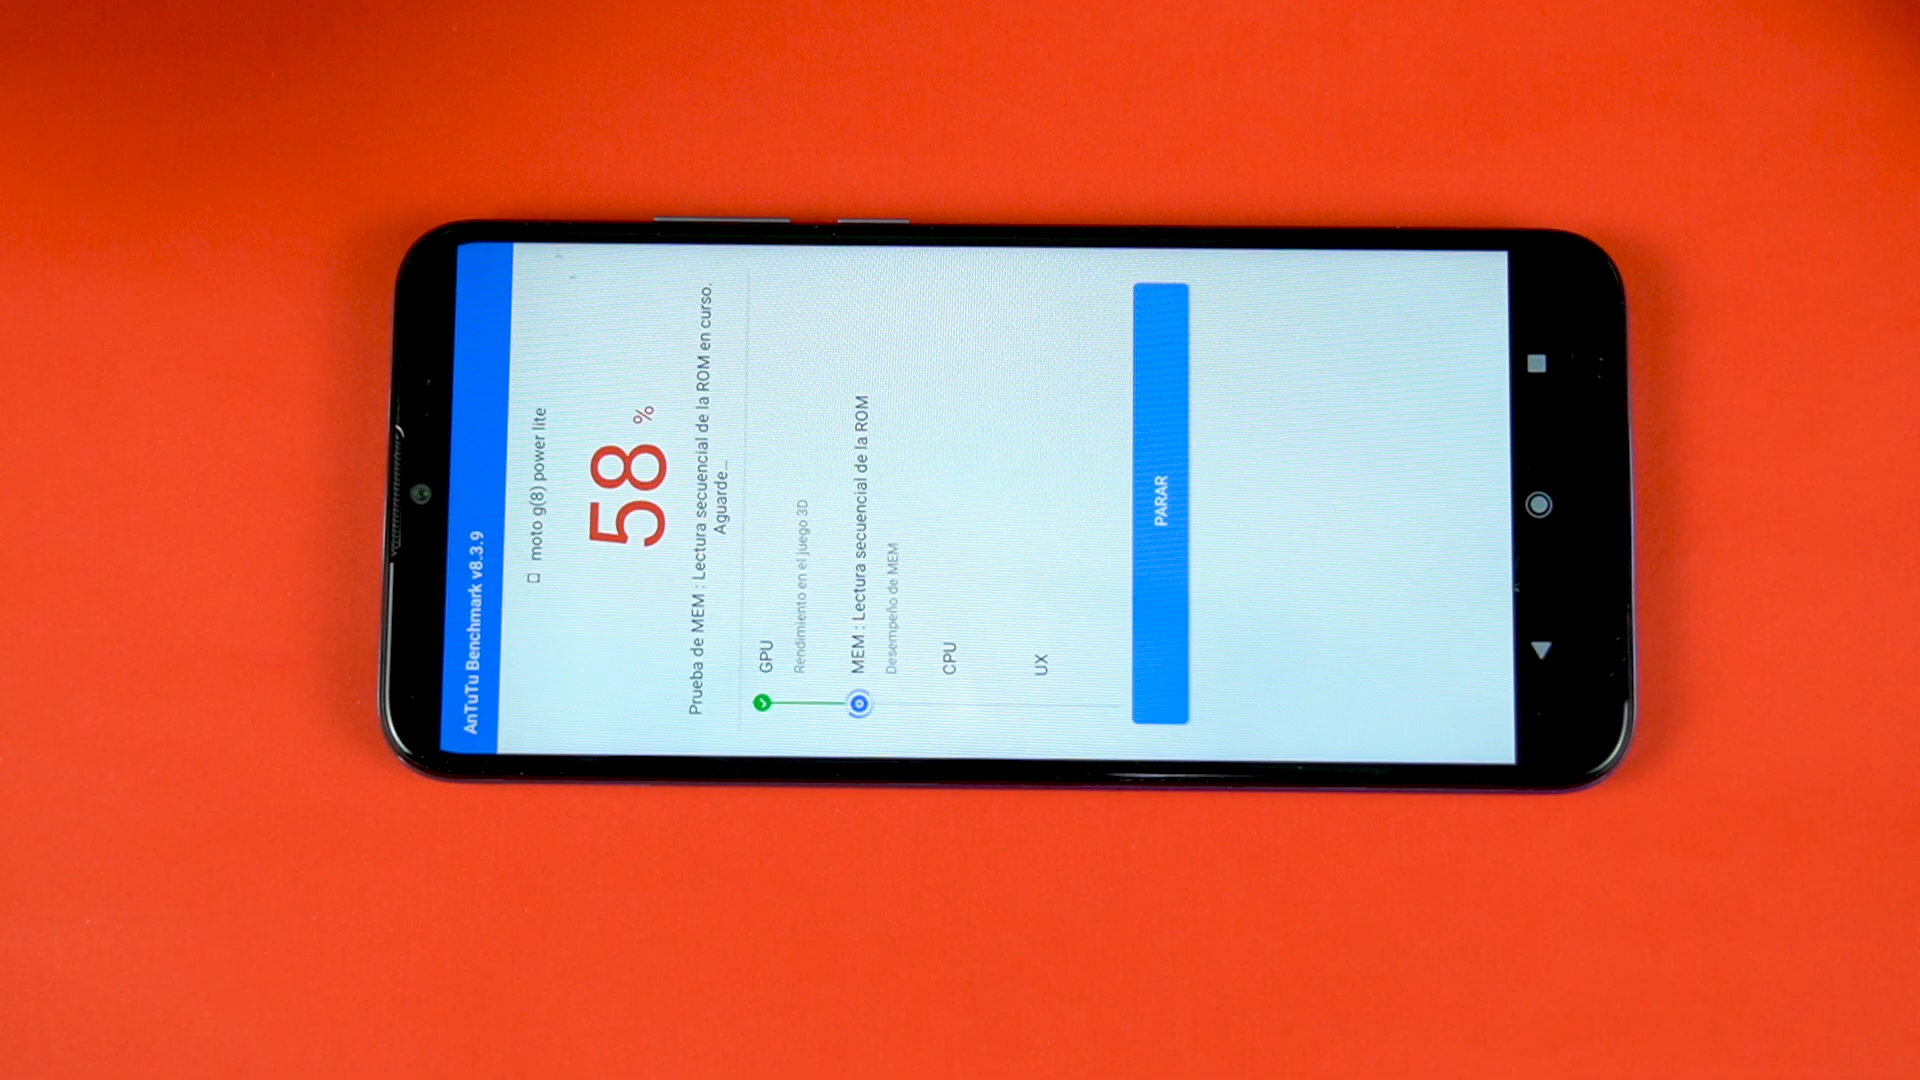 AnTuTu Benchmark v8.3.9
moto g(8) power lite
58 %
Prueba de MEM : Lectura secuencial de la ROM en curso.
Aguarde...
GPU
Rendimiento en el juego 3D
MEM : Lectura secuencial de la ROM
Desempeño de MEM
CPU
UX
PARAR